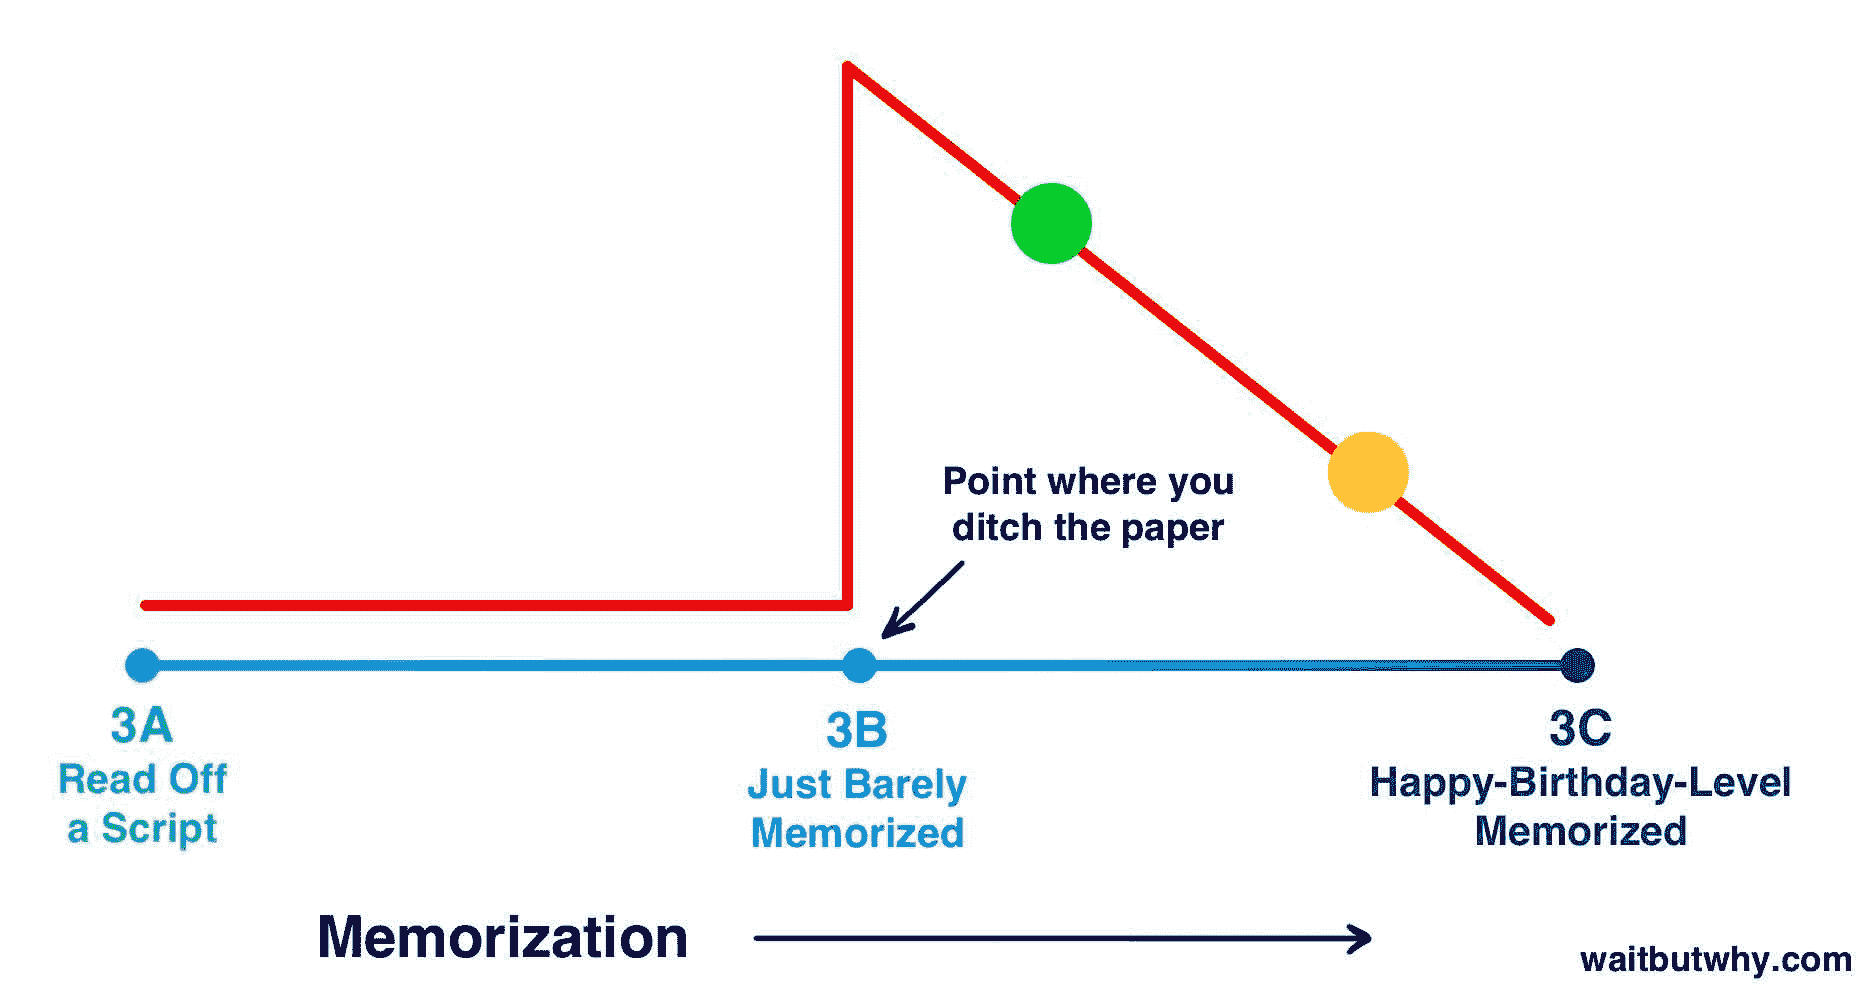 Point where you
ditch the paper
3A
Read Off
a Script
3B
Just Barely
Memorized
3C
Happy-Birthday-Level
Memorized
Memorization
waitbutwhy.com